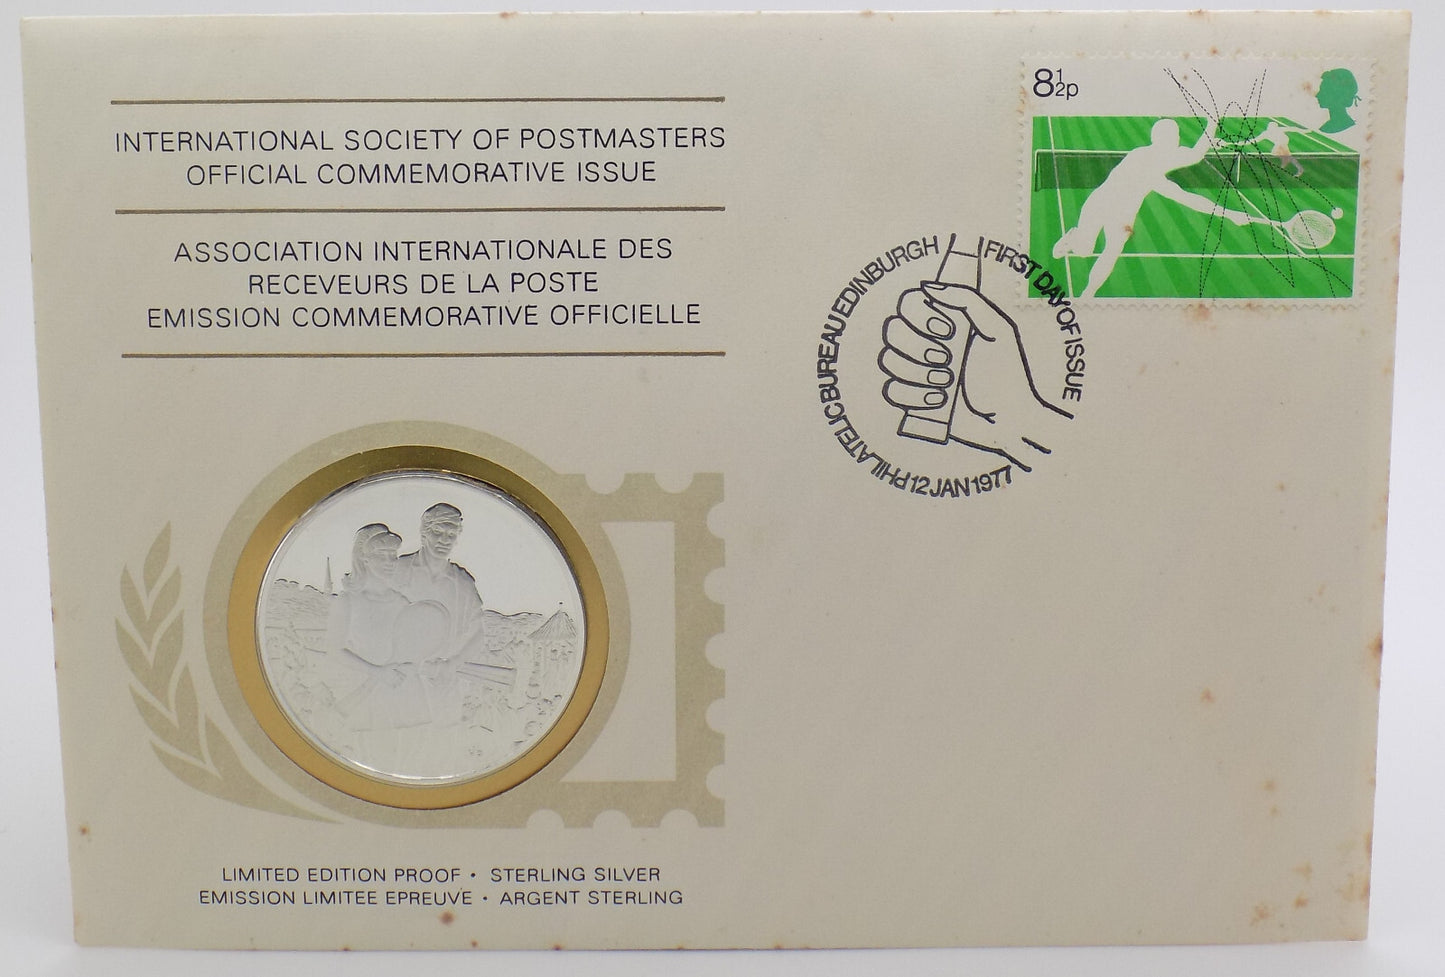 INTERNATIONAL SOCIETY OF POSTMASTERS
OFFICIAL COMMEMORATIVE ISSUE
ASSOCIATION INTERNATIONALE DES
RECEVEURS DE LA POSTE
EMISSION COMMEMORATIVE OFFICIELLE
8½p
FIRST DAY OF ISSUE
PHILATELIC BUREAU EDINBURGH
12 JAN 1977
LIMITED EDITION PROOF • STERLING SILVER
EMISSION LIMITEE EPREUVE • ARGENT STERLING